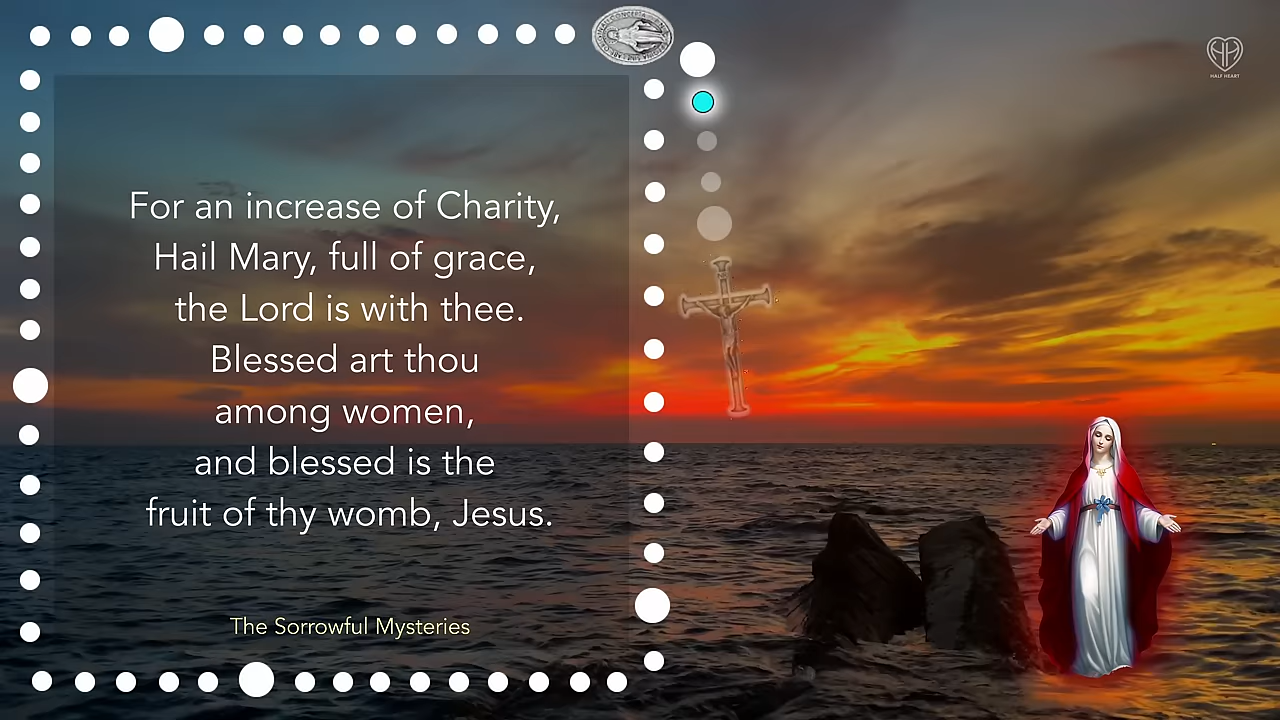 For an increase of Charity,
Hail Mary, full of grace,
the Lord is with thee.
Blessed art thou
among women,
and blessed is the
fruit of thy womb, Jesus.
The Sorrowful Mysteries
HALF HEART